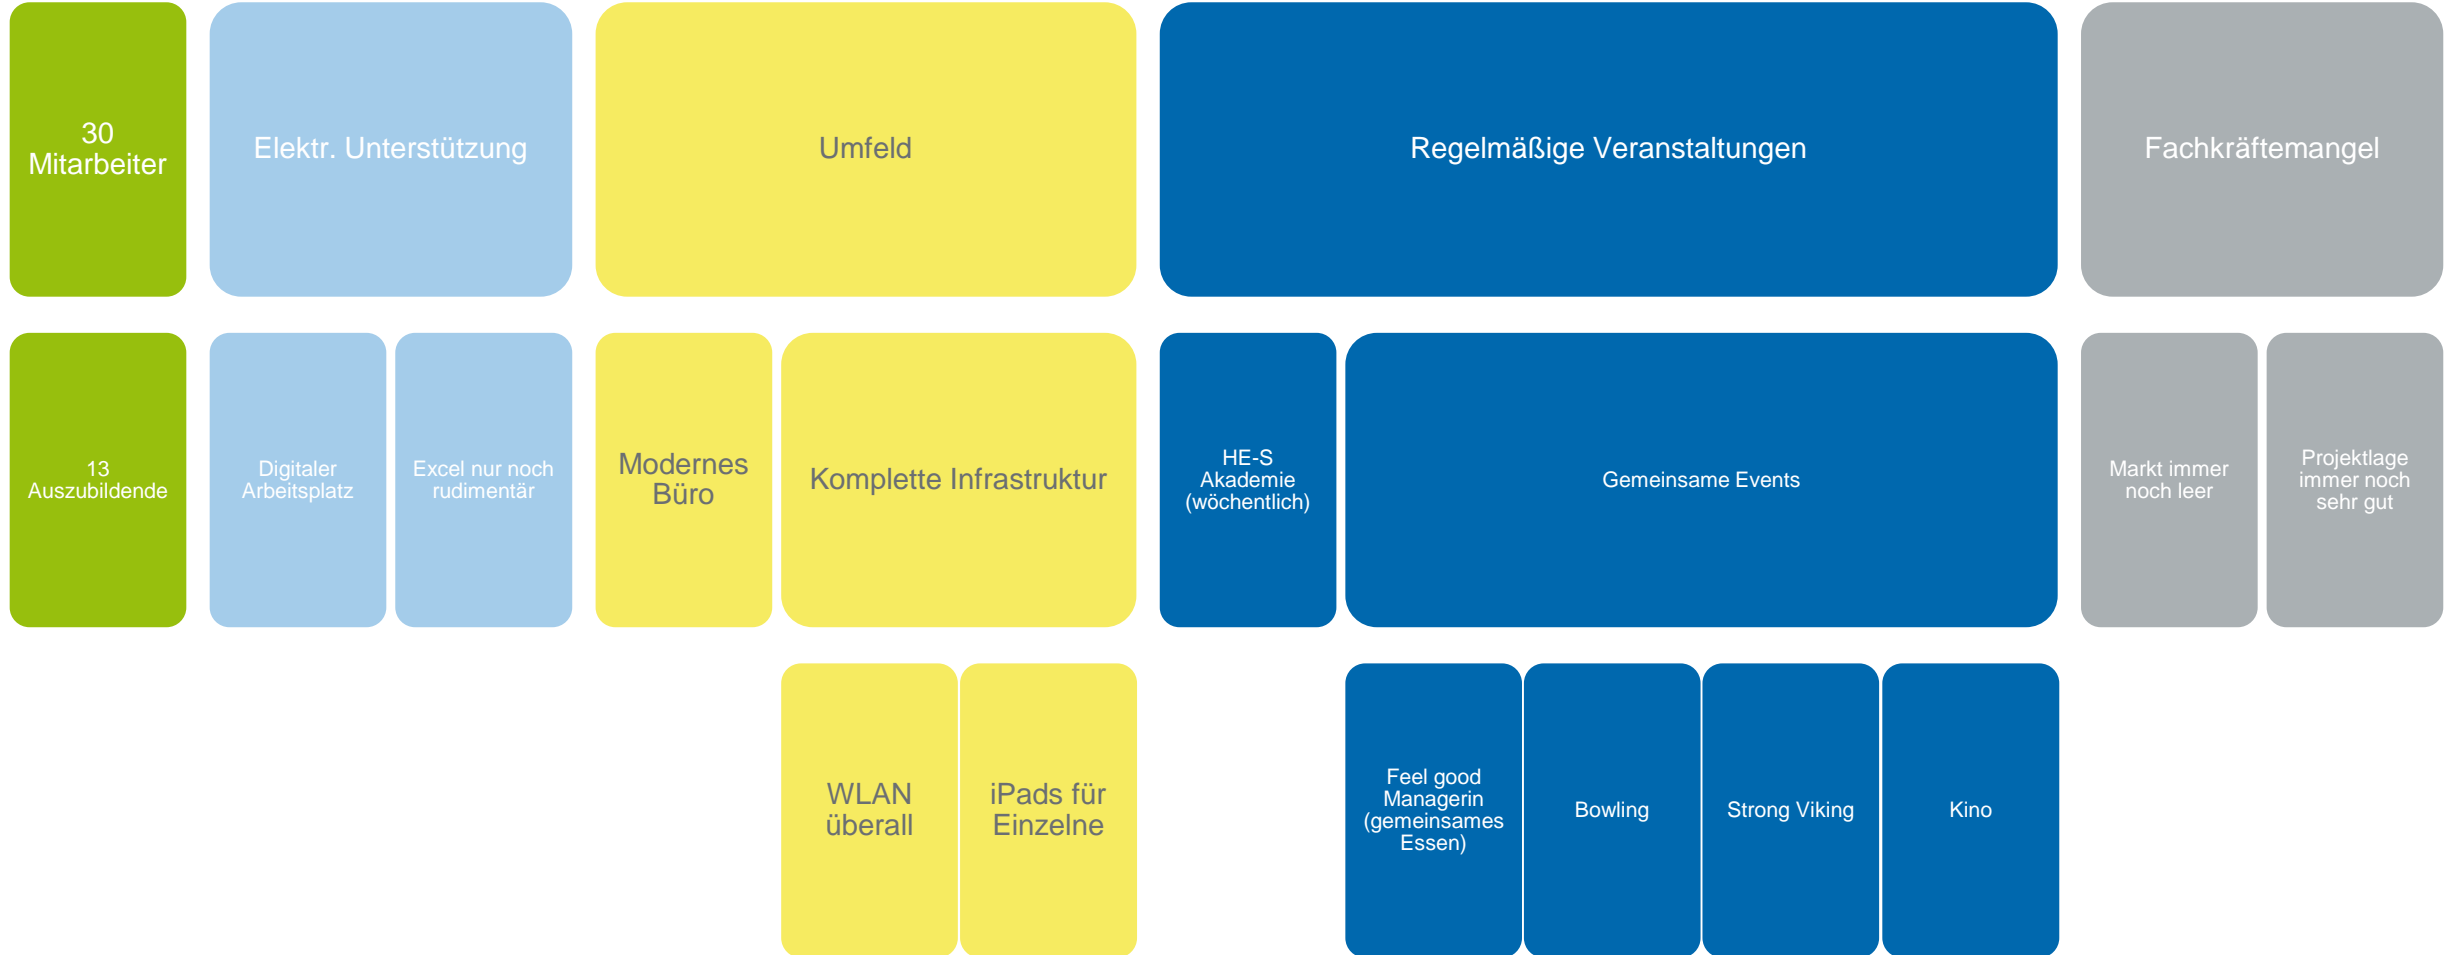 30
Mitarbeiter
Elektr. Unterstützung
Umfeld
Regelmäßige Veranstaltungen
Fachkräftemangel
13
Auszubildende
Digitaler
Arbeitsplatz
Excel nur noch
rudimentär
Modernes
Büro
Komplette Infrastruktur
HE-S
Akademie
(wöchentlich)
Gemeinsame Events
Markt immer
noch leer
Projektlage
immer noch
sehr gut
WLAN
überall
iPads für
Einzelne
Feel good
Managerin
(gemeinsames
Essen)
Bowling
Strong Viking
Kino